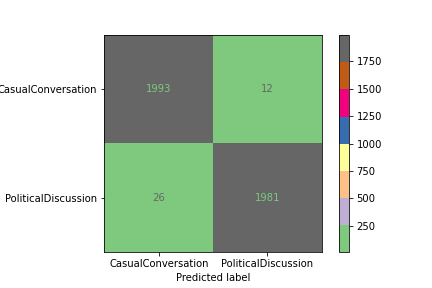 CasualConversation
1993
12
PoliticalDiscussion
26
1981
CasualConversation
PoliticalDiscussion
Predicted label
1750
1500
1250
1000
750
500
250